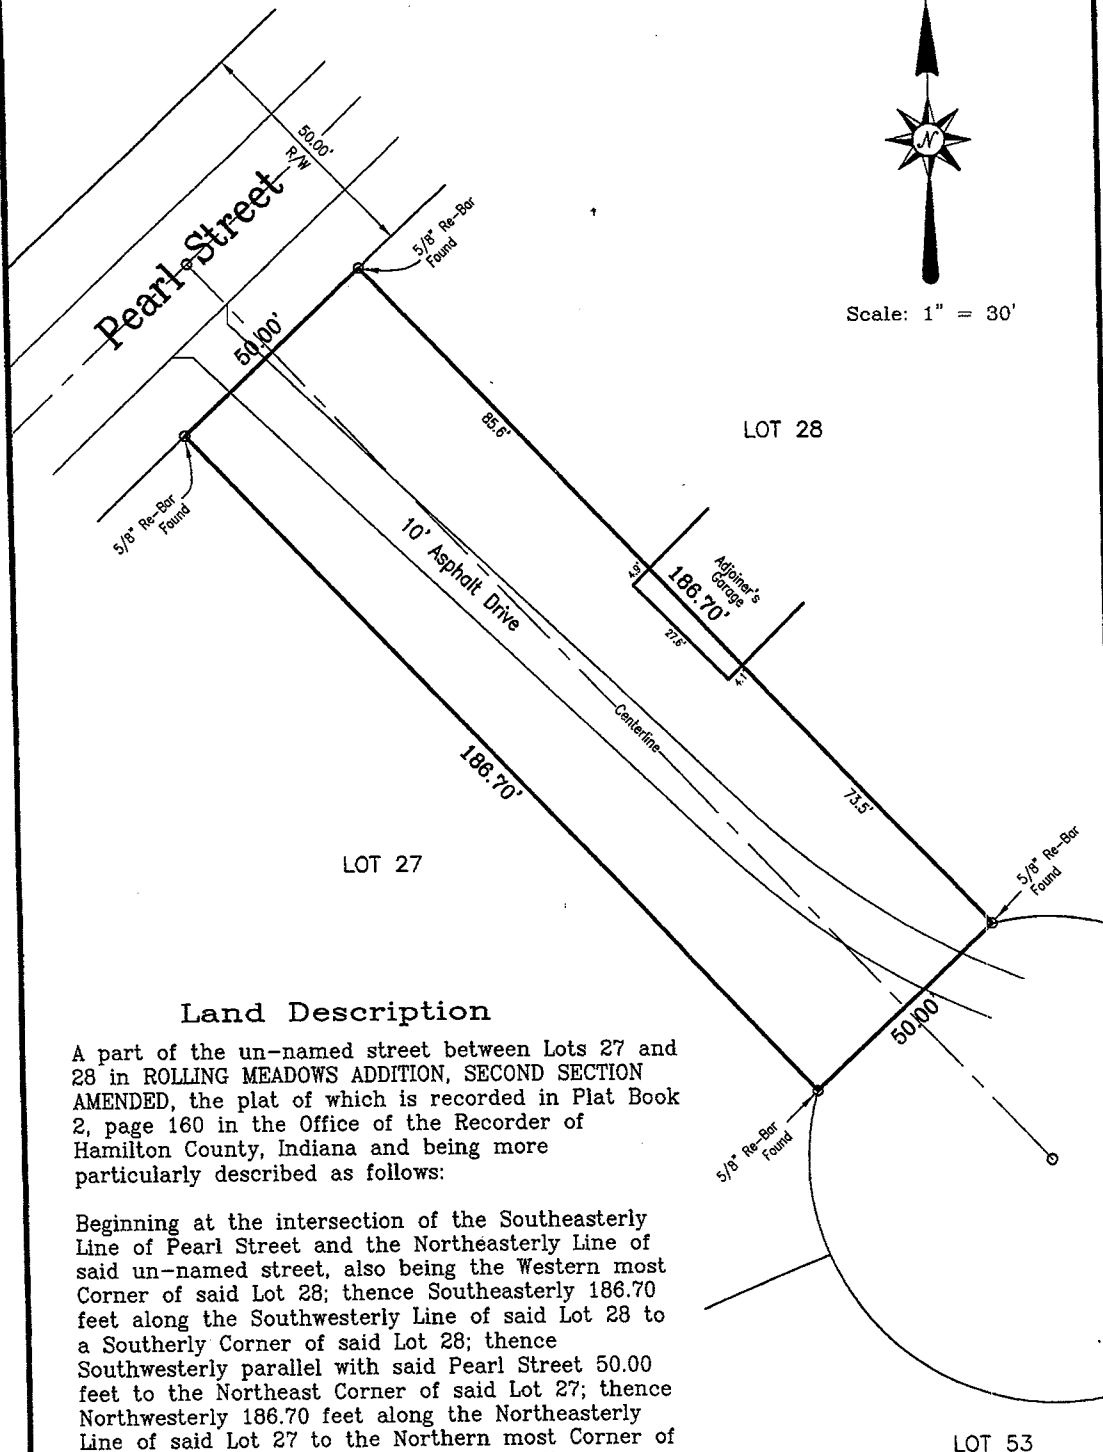 50.00'
R/W
Pearl Street
5/8" Re-Bar
Found
N
Scale: 1" = 30'
50.00'
85.6'
LOT 28
5/8" Re-Bar
Found
10' Asphalt Drive
4.9'
186.70'
Adjoiner's
Garage
27.6'
4.1'
Centerline
186.70'
73.5'
LOT 27
5/8" Re-Bar
Found
50.00'
5/8" Re-Bar
Found
Land Description
A part of the un-named street between Lots 27 and
28 in ROLLING MEADOWS ADDITION, SECOND SECTION
AMENDED, the plat of which is recorded in Plat Book
2, page 160 in the Office of the Recorder of
Hamilton County, Indiana and being more
particularly described as follows:
Beginning at the intersection of the Southeasterly
Line of Pearl Street and the Northeasterly Line of
said un-named street, also being the Western most
Corner of said Lot 28; thence Southeasterly 186.70
feet along the Southwesterly Line of said Lot 28 to
a Southerly Corner of said Lot 28; thence
Southwesterly parallel with said Pearl Street 50.00
feet to the Northeast Corner of said Lot 27; thence
Northwesterly 186.70 feet along the Northeasterly
Line of said Lot 27 to the Northern most Corner of
LOT 53